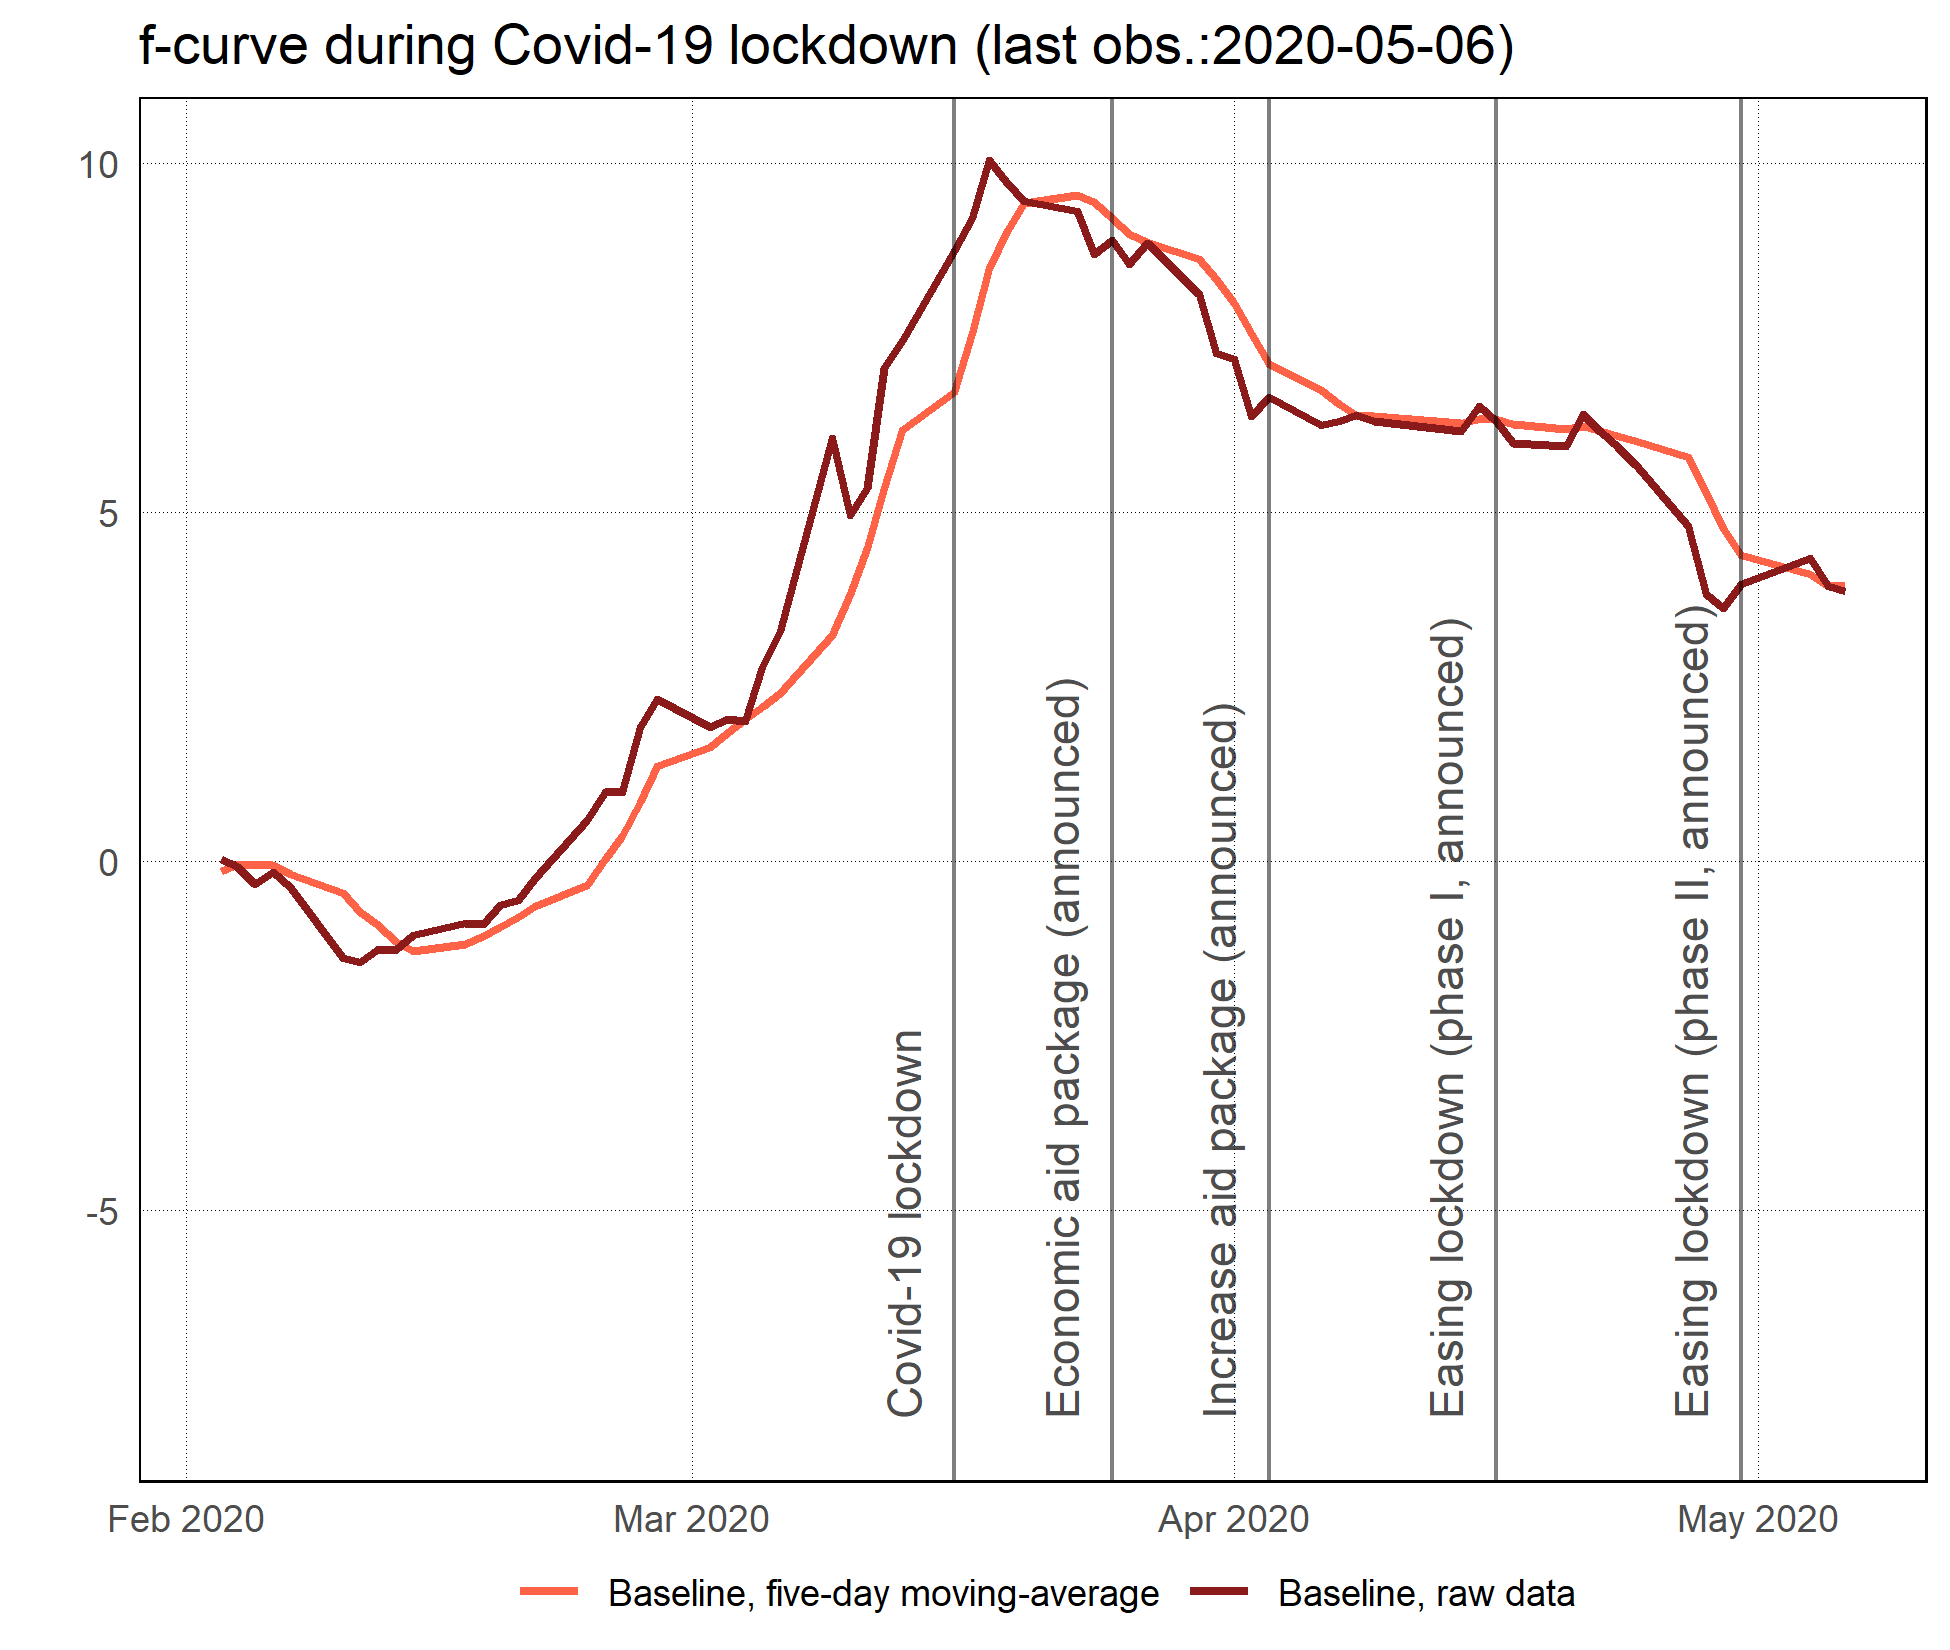 f-curve during Covid-19 lockdown (last obs.:2020-05-06)
10
5
0
-5
Covid-19 lockdown
Economic aid package (announced)
Increase aid package (announced)
Easing lockdown (phase I, announced)
Easing lockdown (phase II, announced)
Feb 2020
Mar 2020
Apr 2020
May 2020
Baseline, five-day moving-average
Baseline, raw data